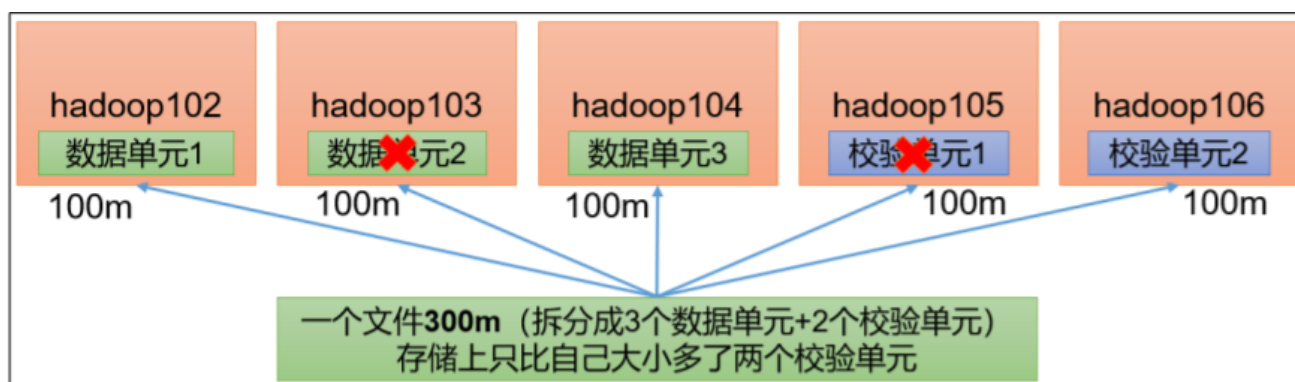 hadoop102
hadoop103
hadoop104
hadoop105
hadoop106
数据单元1
数据单元2
数据单元3
校验单元1
校验单元2
100m
100m
100m
100m
100m
一个文件300m（拆分成3个数据单元+2个校验单元）
存储上只比自己大小多了两个校验单元